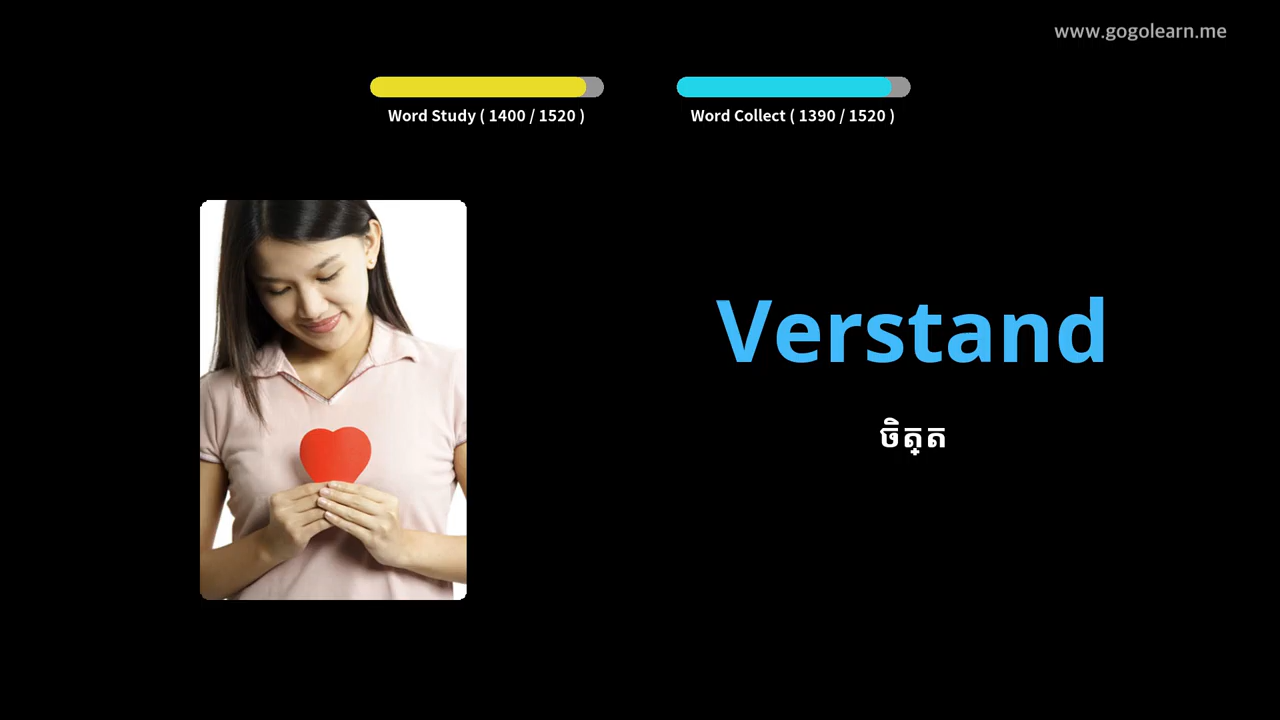 www.gogolearn.me
Word Study ( 1400 / 1520 )
Word Collect ( 1390 / 1520 )
Verstand
ចិត្ត